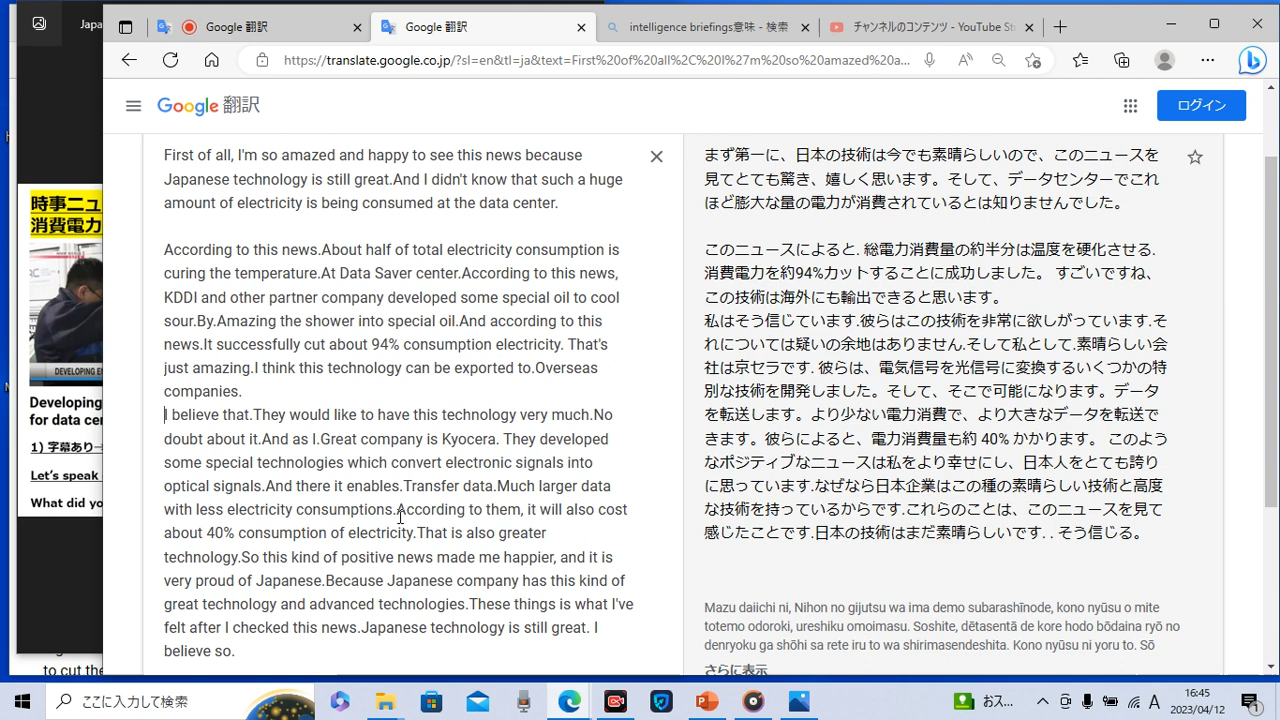 Japa
Google 翻訳
Google 翻訳
intelligence briefings意味 - 検索
チャンネルのコンテンツ - YouTube St
https://translate.google.co.jp/?sl=en&tl=ja&text=First%20of%20all%2C%20I%27m%20so%20amazed%20a...
Google 翻訳
ログイン
First of all, I'm so amazed and happy to see this news because
Japanese technology is still great.And I didn't know that such a huge
amount of electricity is being consumed at the data center.
According to this news.About half of total electricity consumption is
curing the temperature.At Data Saver center.According to this news,
KDDI and other partner company developed some special oil to cool
sour.By.Amazing the shower into special oil.And according to this
news.It successfully cut about 94% consumption electricity. That's
just amazing.I think this technology can be exported to.Overseas
companies.
I believe that.They would like to have this technology very much.No
doubt about it.And as I.Great company is Kyocera. They developed
some special technologies which convert electronic signals into
optical signals.And there it enables.Transfer data.Much larger data
with less electricity consumptions.According to them, it will also cost
about 40% consumption of electricity.That is also greater
technology.So this kind of positive news made me happier, and it is
very proud of Japanese.Because Japanese company has this kind of
great technology and advanced technologies.These things is what I've
felt after I checked this news.Japanese technology is still great. I
believe so.
まず第一に、日本の技術は今でも素晴らしいので、このニュースを
見てとても驚き、嬉しく思います。そして、データセンターでこれ
ほど膨大な量の電力が消費されているとは知りませんでした。
このニュースによると. 総電力消費量の約半分は温度を硬化させる.
消費電力を約94%カットすることに成功しました。 すごいですね、
この技術は海外にも輸出できると思います。
私はそう信じています.彼らはこの技術を非常に欲しがっています.そ
れについては疑いの余地はありません.そして私として.素晴らしい会
社は京セラです. 彼らは、電気信号を光信号に変換するいくつかの特
別な技術を開発しました。そして、そこで可能になります。データ
を転送します。より少ない電力消費で、より大きなデータを転送で
きます。彼らによると、電力消費量も約 40% かかります。 このよう
なポジティブなニュースは私をより幸せにし、日本人をとても誇り
に思っています.なぜなら日本企業はこの種の素晴らしい技術と高度
な技術を持っているからです.これらのことは、このニュースを見て
感じたことです.日本の技術はまだ素晴らしいです. . そう信じる。
Mazu daiichi ni, Nihon no gijutsu wa ima demo subarashīnode, kono nyūsu o mite
totemo odoroki, ureshiku omoimasu. Soshite, dētasentā de kore hodo bōdaina ryō no
denryoku ga shōhi sa rete iru to wa shirimasendeshita. Kono nyūsu ni yoru to. Sō
さらに表示
時事ニュ
消費電力
DEVELOPING EN
Developing
for data ce
1) 字幕あり→
Let's speak
What did yo
to cut the
ここに入力して検索
おス...
A
16:45
2023/04/12
1